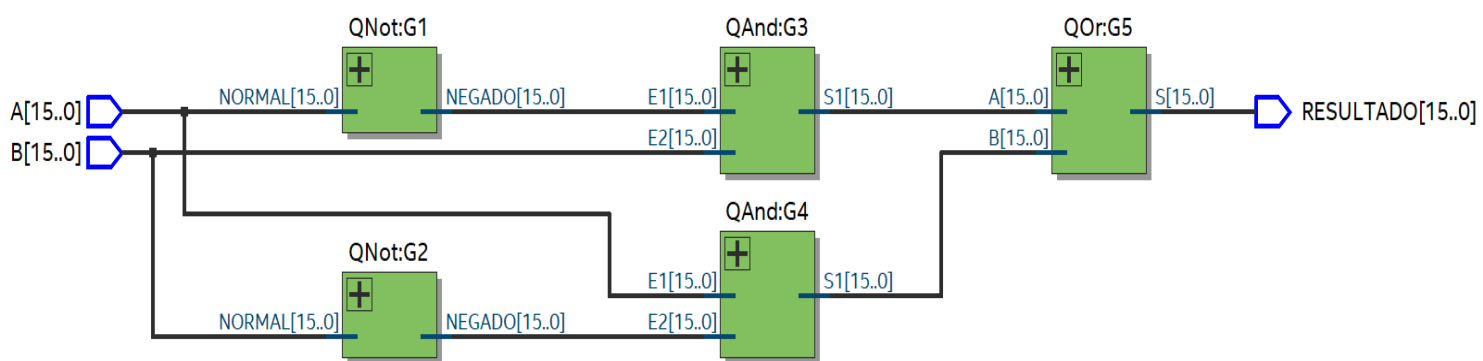 QNot:G1
QAnd:G3
QOr:G5
A[15..0]
NORMAL[15..0]
NEGADO[15..0]
E1[15..0]
S1[15..0]
A[15..0]
S[15..0]
RESULTADO[15..0]
B[15..0]
E2[15..0]
B[15..0]
QAnd:G4
QNot:G2
E1[15..0]
S1[15..0]
NORMAL[15..0]
NEGADO[15..0]
E2[15..0]